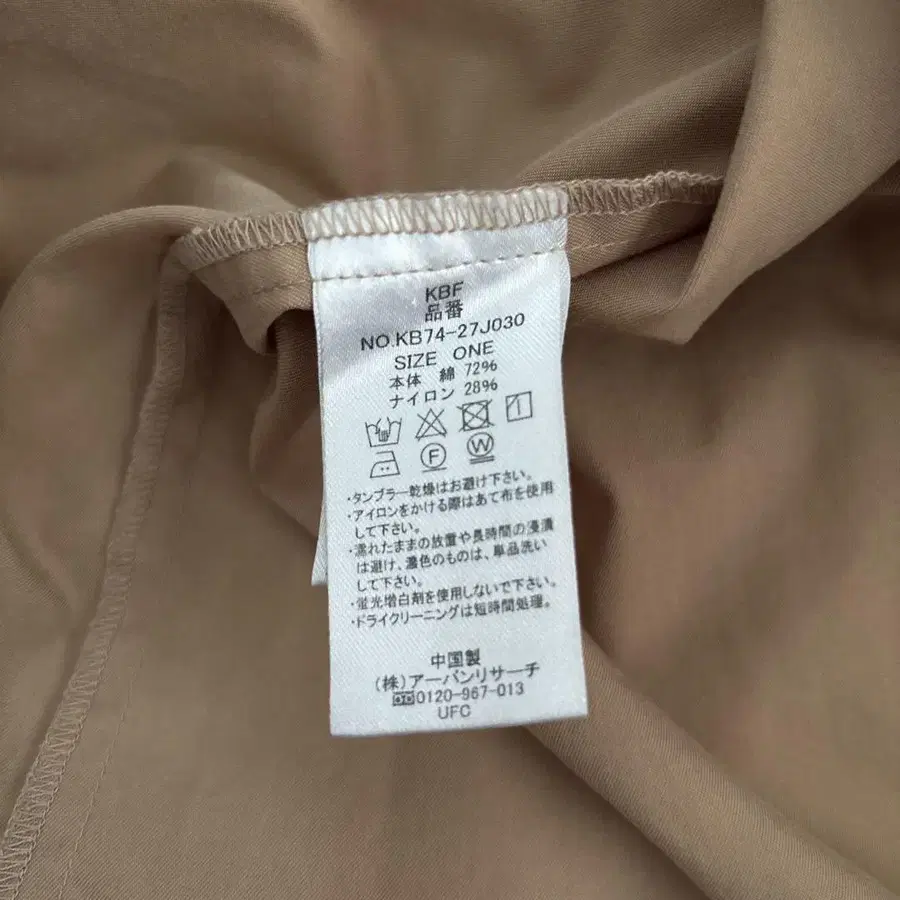 KBF
品番
NO.KB74-27J030
SIZE ONE
本体 綿 72%
ナイロン 28%
F W
・タンブラー乾燥はお避け下さい。
・アイロンをかける際はあて布を使用
して下さい。
・濡れたままの放置や長時間の浸漬
は避け、濃色のものは、単品洗い
して下さい。
・蛍光増白剤を使用しないで下さい。
・ドライクリーニングは短時間処理。
中国製
(株)アーバンリサーチ
0120-967-013
UFC